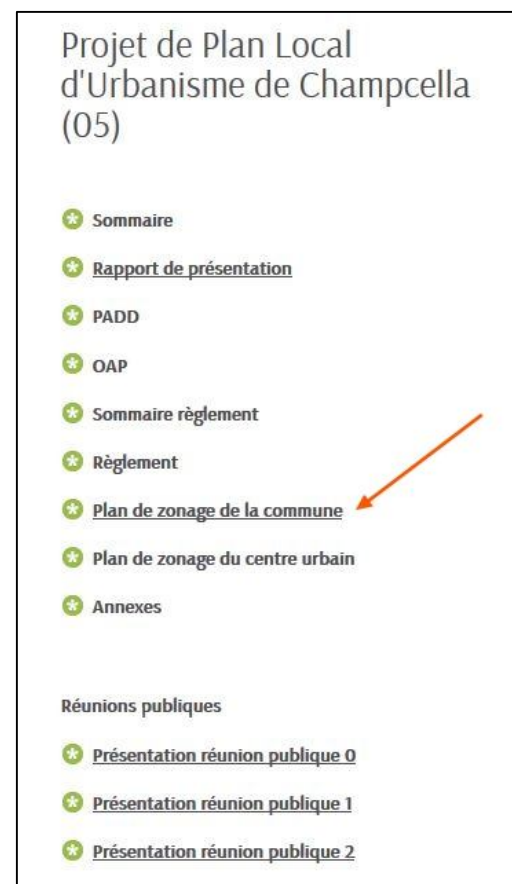 Projet de Plan Local
d'Urbanisme de Champcella
(05)
Sommaire
Rapport de présentation
PADD
OAP
Sommaire règlement
Règlement
Plan de zonage de la commune
Plan de zonage du centre urbain
Annexes
Réunions publiques
Présentation réunion publique 0
Présentation réunion publique 1
Présentation réunion publique 2